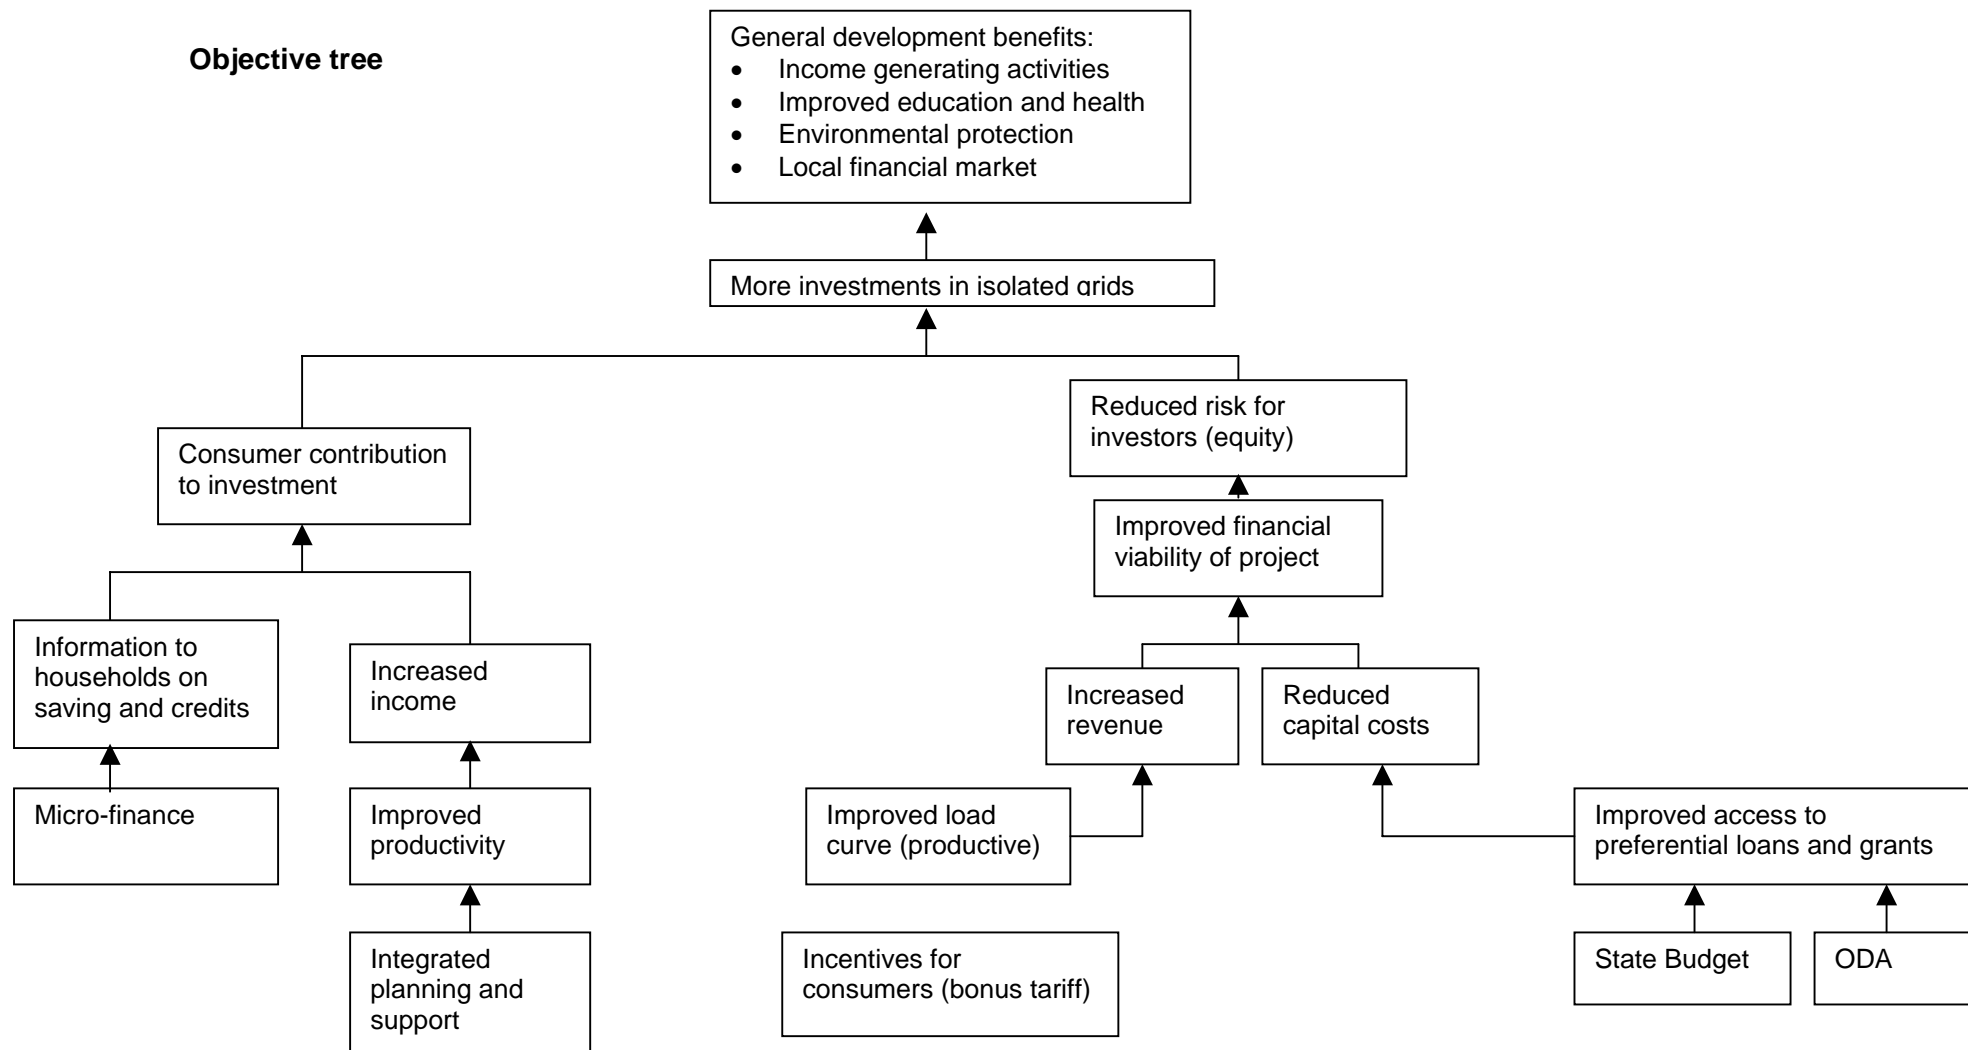 Objective tree
General development benefits:
• Income generating activities
• Improved education and health
• Environmental protection
• Local financial market
More investments in isolated grids
Reduced risk for
investors (equity)
Consumer contribution
to investment
Improved financial
viability of project
Information to
households on
saving and credits
Increased
income
Increased
revenue
Reduced
capital costs
Micro-finance
Improved
productivity
Improved load
curve (productive)
Improved access to
preferential loans and grants
Integrated
planning and
support
Incentives for
consumers (bonus tariff)
State Budget
ODA